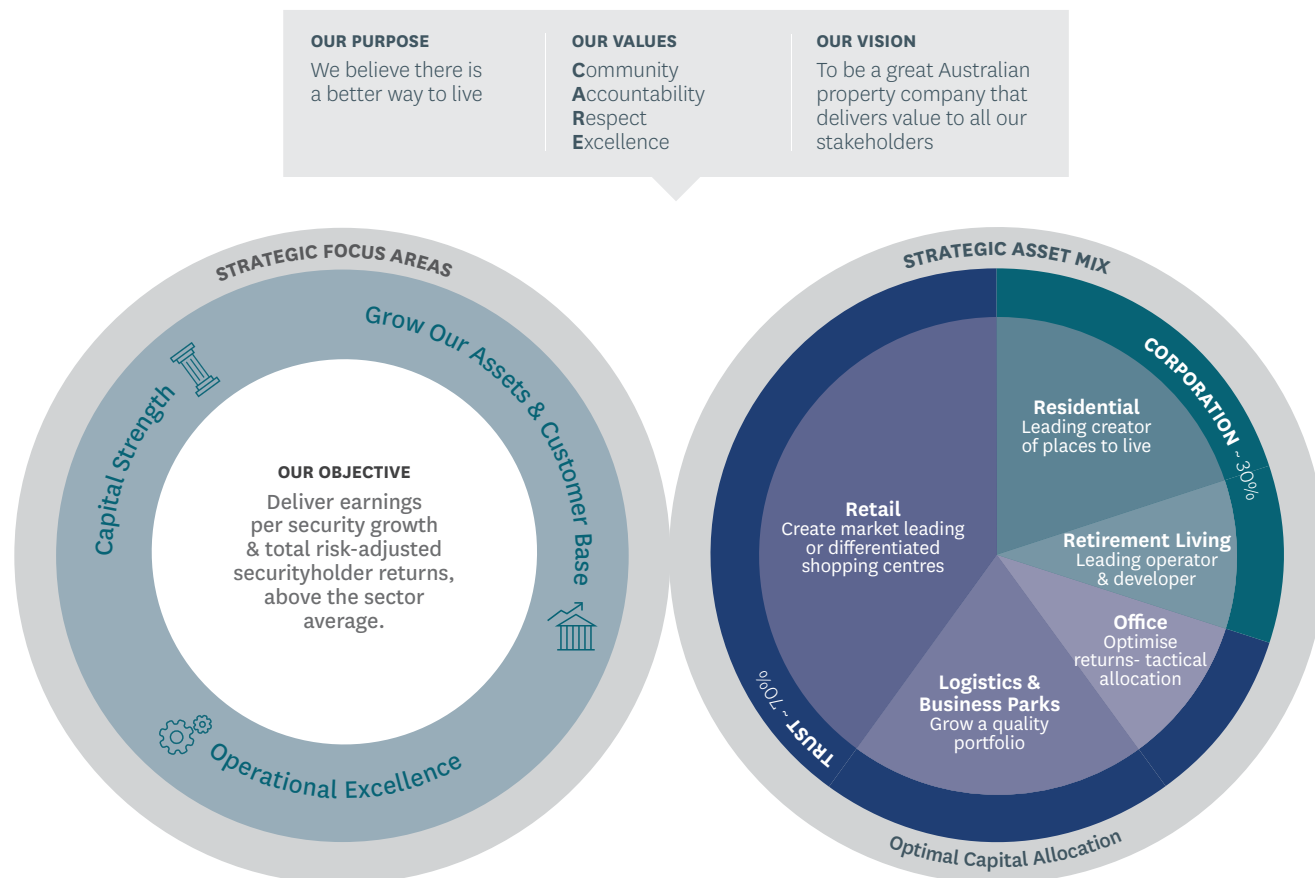 OUR PURPOSE
We believe there is
a better way to live
OUR VALUES
Community
Accountability
Respect
Excellence
OUR VISION
To be a great Australian
property company that
delivers value to all our
stakeholders
STRATEGIC FOCUS AREAS
Capital Strength
Grow Our Assets & Customer Base
Operational Excellence
OUR OBJECTIVE
Deliver earnings
per security growth
& total risk-adjusted
securityholder returns,
above the sector
average.
STRATEGIC ASSET MIX
CORPORATION ~ 30%
Residential
Leading creator
of places to live
Retirement Living
Leading operator
& developer
Office
Optimise
returns- tactical
allocation
Logistics &
Business Parks
Grow a quality
portfolio
Retail
Create market leading
or differentiated
shopping centres
TRUST ~ 70%
Optimal Capital Allocation